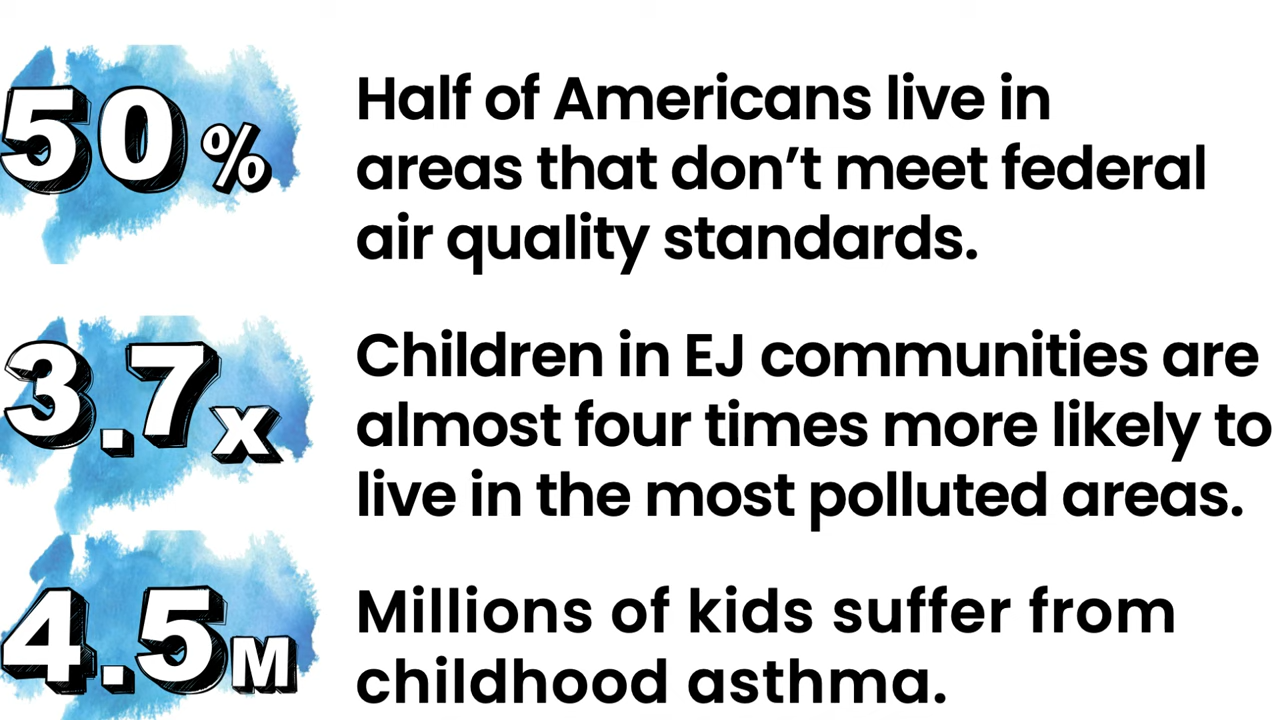 50 %
Half of Americans live in
areas that don’t meet federal
air quality standards.
3.7x
Children in EJ communities are
almost four times more likely to
live in the most polluted areas.
4.5M
Millions of kids suffer from
childhood asthma.